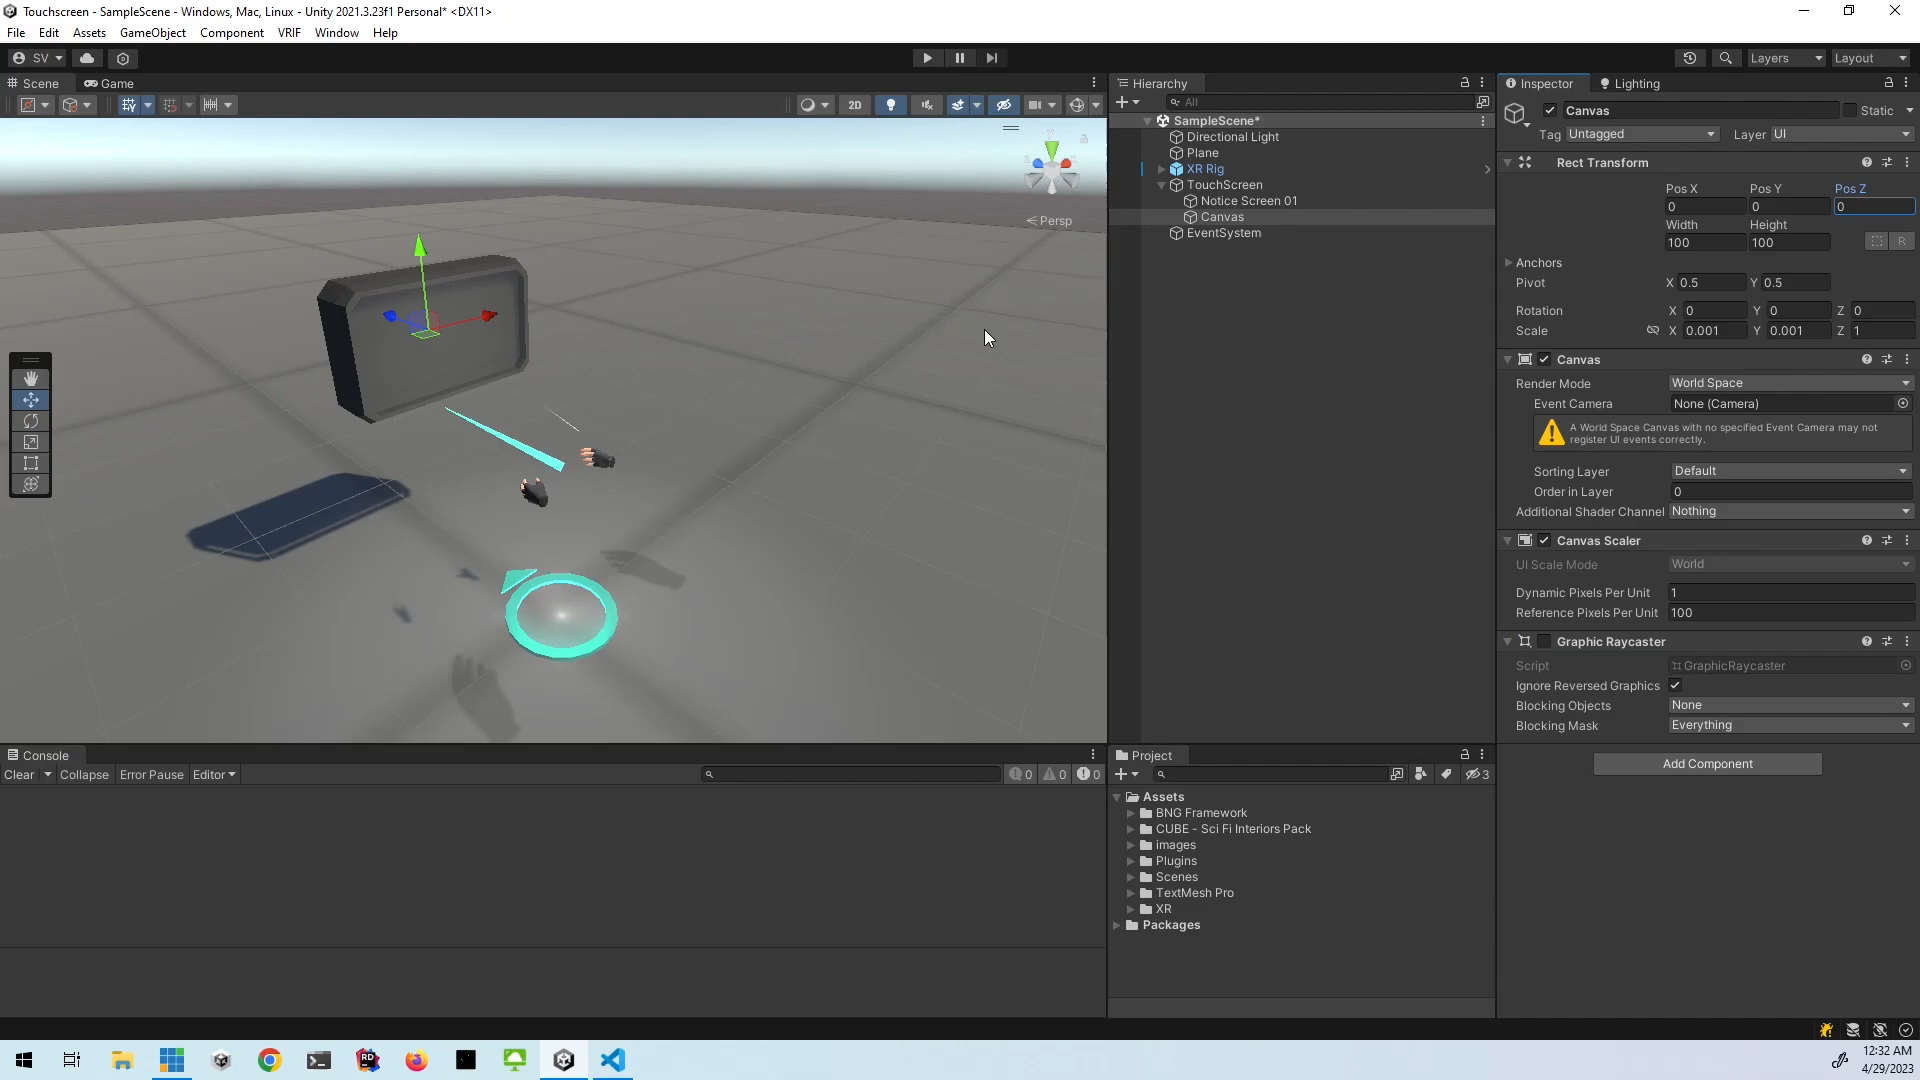 Touchscreen - SampleScene - Windows, Mac, Linux - Unity 2021.3.23f1 Personal* <DX11>
File Edit Assets GameObject Component VRIF Window Help
SV
Layers Layout
Scene Game
2D
Persp
Console
Clear Collapse Error Pause Editor
0 0 0
Hierarchy
All
SampleScene*
Directional Light
Plane
XR Rig
TouchScreen
Notice Screen 01
Canvas
EventSystem
Project
3
Assets
BNG Framework
CUBE - Sci Fi Interiors Pack
images
Plugins
Scenes
TextMesh Pro
XR
Packages
Inspector Lighting
Canvas Static
Tag Untagged Layer UI
Rect Transform
Pos X Pos Y Pos Z
0 0 0
Width Height
100 100 R
Anchors
Pivot X 0.5 Y 0.5
Rotation X 0 Y 0 Z 0
Scale X 0.001 Y 0.001 Z 1
Canvas
Render Mode World Space
Event Camera None (Camera)
A World Space Canvas with no specified Event Camera may not
register UI events correctly.
Sorting Layer Default
Order in Layer 0
Additional Shader Channel Nothing
Canvas Scaler
UI Scale Mode World
Dynamic Pixels Per Unit 1
Reference Pixels Per Unit 100
Graphic Raycaster
Script GraphicRaycaster
Ignore Reversed Graphics
Blocking Objects None
Blocking Mask Everything
Add Component
12:32 AM
4/29/2023